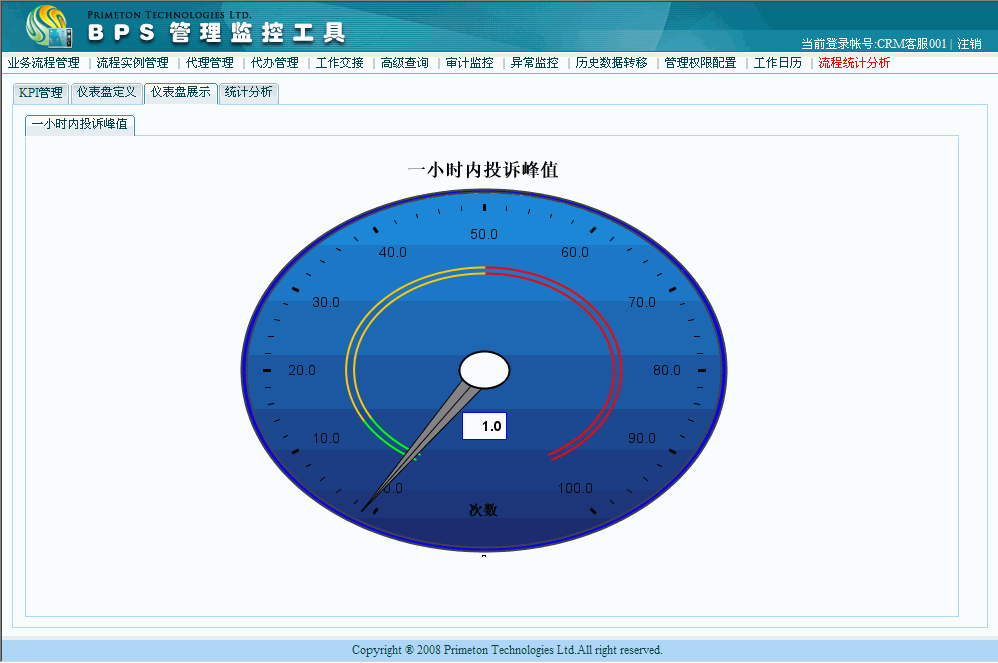 PRIMETON TECHNOLOGIES LTD.
BPS 管理监控工具
当前登录帐号:CRM客服001 | 注销
业务流程管理 | 流程实例管理 | 代理管理 | 代办管理 | 工作交接 | 高级查询 | 审计监控 | 异常监控 | 历史数据转移 | 管理权限配置 | 工作日历 | 流程统计分析
KPI管理 仪表盘定义 仪表盘展示 统计分析
一小时内投诉峰值
一小时内投诉峰值
50.0
40.0 60.0
30.0 70.0
20.0 80.0
1.0
10.0 90.0
0.0 100.0
次数
Copyright ® 2008 Primeton Technologies Ltd.All right reserved.